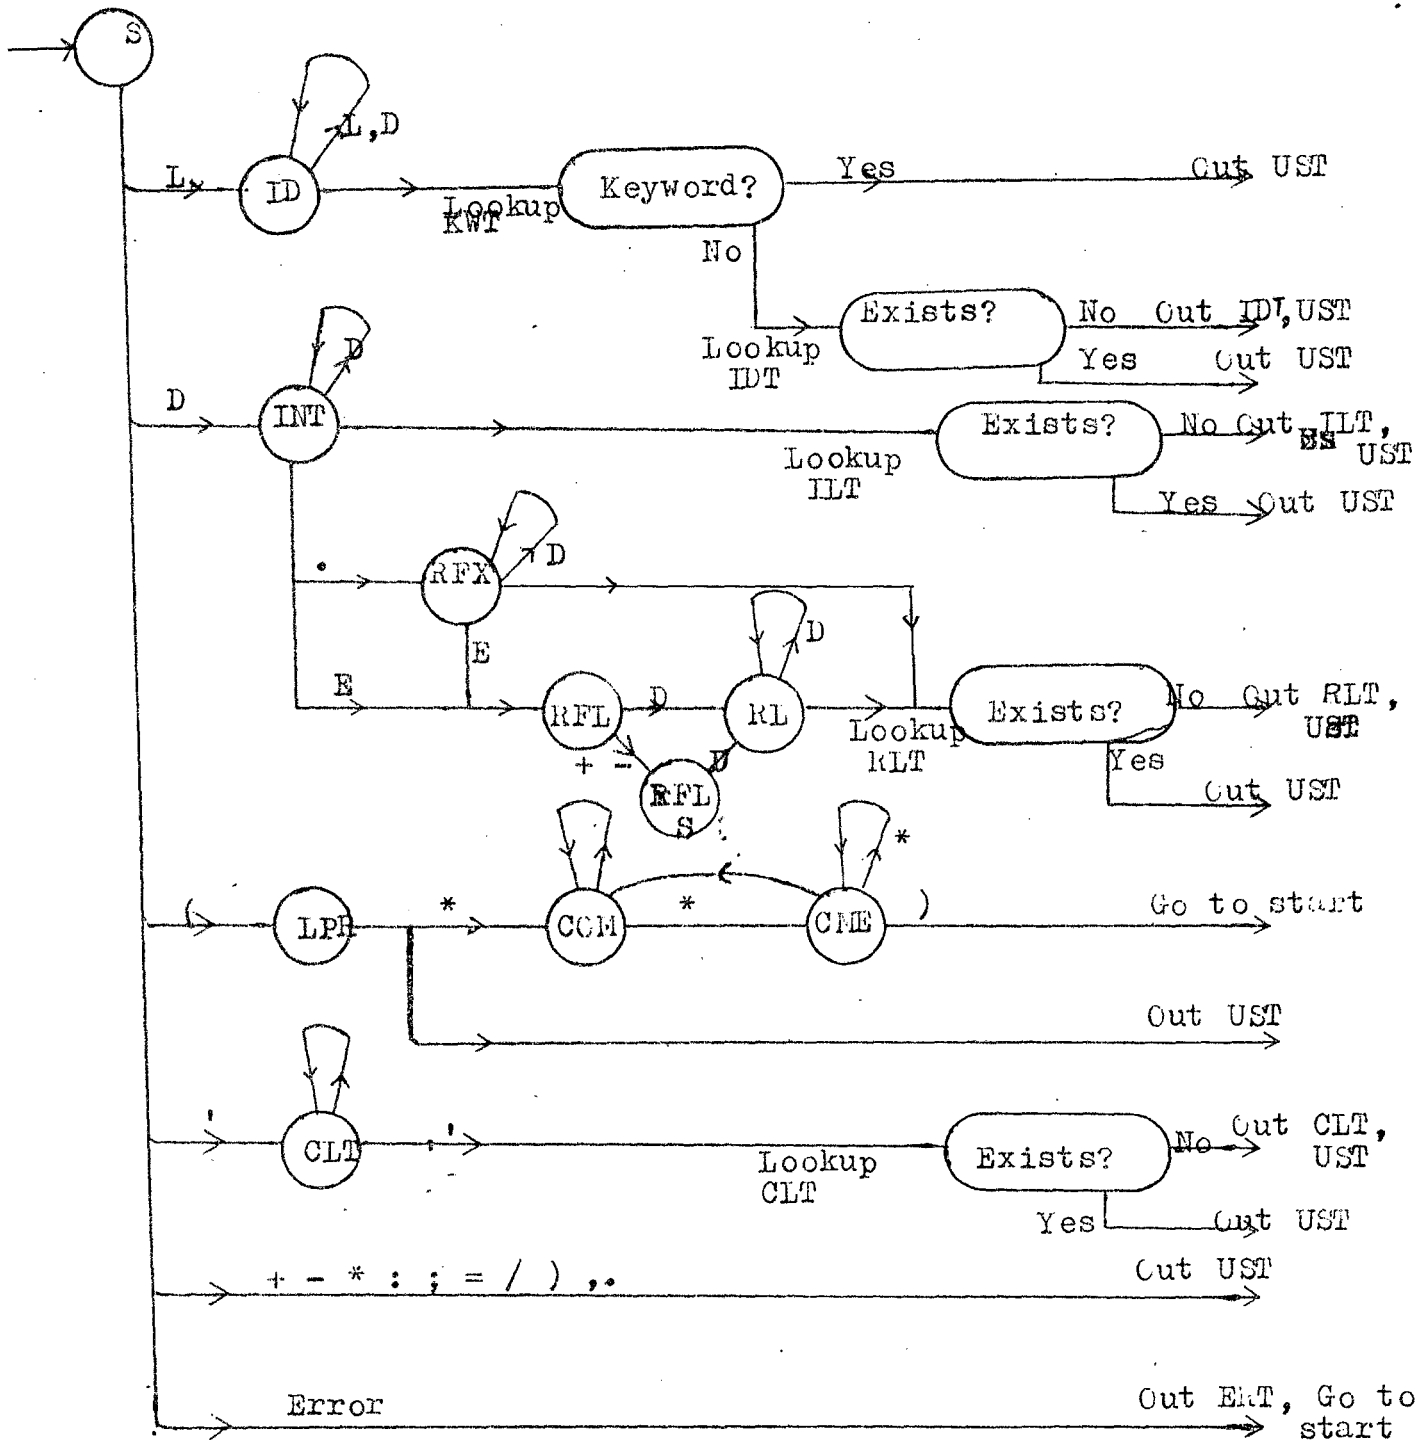 S
L,D
L
ID
Lookup
KWT
Keyword?
Yes
Out UST
No
Lookup
IDT
Exists?
No Out IDT,UST
Yes Out UST
D
D
INT
Lookup
ILT
Exists?
No Out ILT,
UST
Yes Out UST
.
RFX
D
E
E
RFL
D
+ -
RFL
S
D
RL
D
Lookup
RLT
Exists?
No Out RLT,
UST
Yes
Out UST
(
LPR
*
COM
*
CME
*
)
Go to start
Out UST
'
CLT
'
Lookup
CLT
Exists?
No Out CLT,
UST
Yes Out UST
+ - * : ; = / ) ,.
Out UST
Error
Out ERT, Go to
start